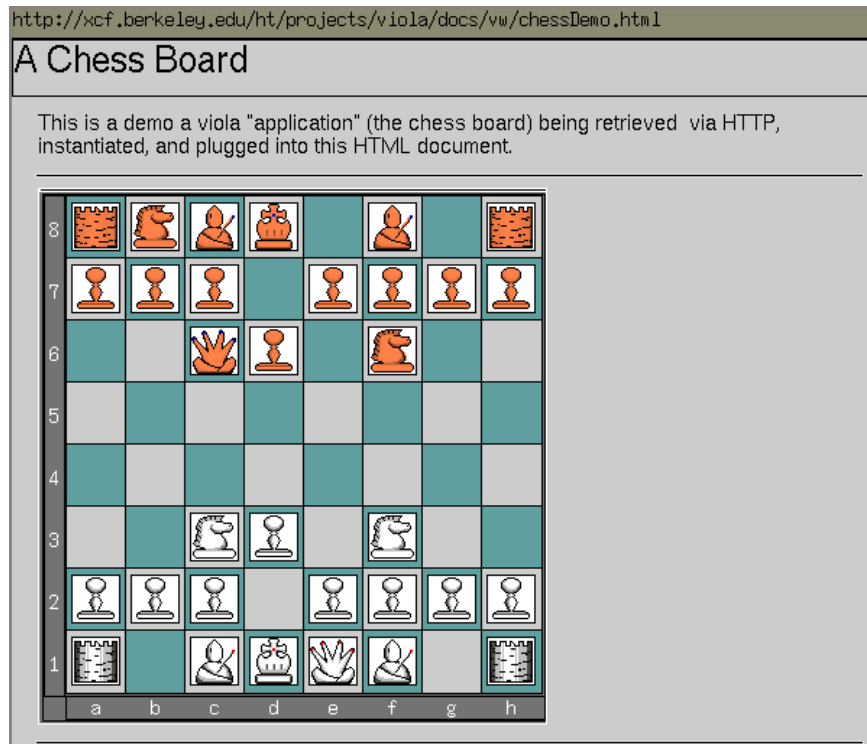 http://xcf.berkeley.edu/ht/projects/viola/docs/vw/chessDemo.html
A Chess Board
This is a demo a viola "application" (the chess board) being retrieved via HTTP,
instantiated, and plugged into this HTML document.
8
7
6
5
4
3
2
1
a b c d e f g h